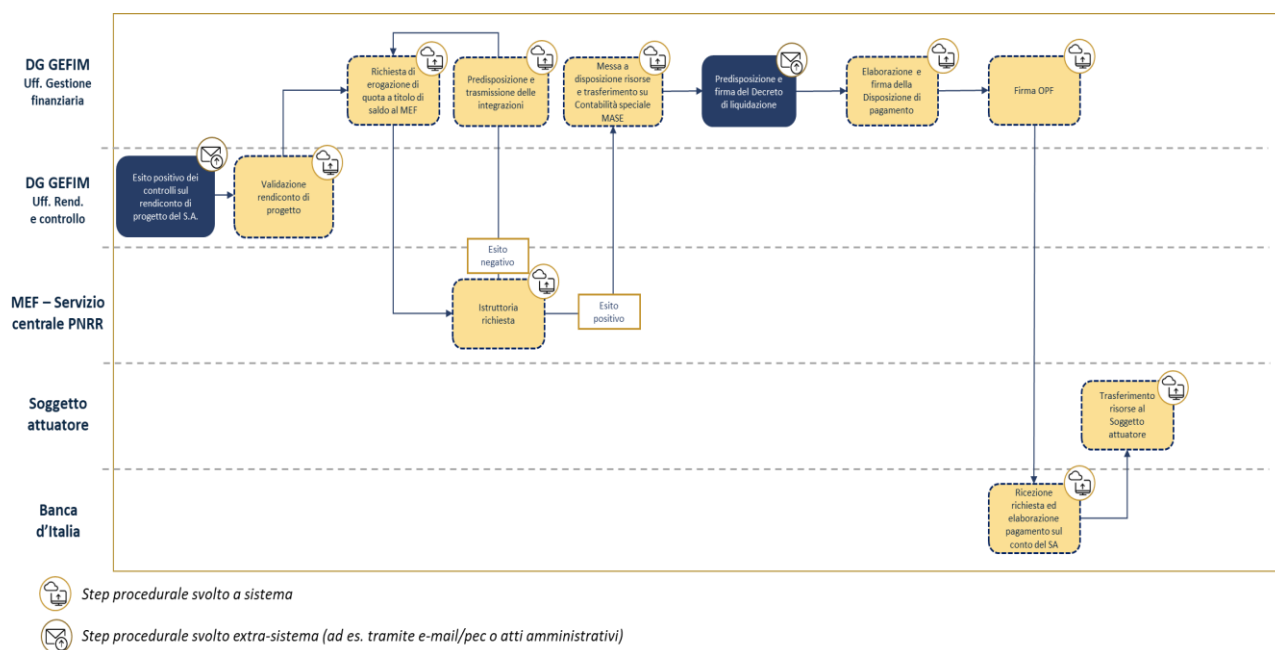 DG GEFIM
Uff. Gestione
finanziaria
Richiesta di
erogazione di
quota a titolo di
saldo al MEF
Predisposizione e
trasmissione delle
integrazioni
Messa a
disposizione risorse
e trasferimento su
Contabilità speciale
MASE
Predisposizione e
firma del Decreto
di liquidazione
Elaborazione e
firma della
Disposizione di
pagamento
Firma OPF
DG GEFIM
Uff. Rend.
e controllo
Esito positivo dei
controlli sul
rendiconto di
progetto del S.A.
Validazione
rendiconto di
progetto
MEF – Servizio
centrale PNRR
Esito
negativo
Istruttoria
richiesta
Esito
positivo
Soggetto
attuatore
Trasferimento
risorse al
Soggetto
attuatore
Banca
d’Italia
Ricezione
richiesta ed
elaborazione
pagamento sul
conto del SA
Step procedurale svolto a sistema
Step procedurale svolto extra-sistema (ad es. tramite e-mail/pec o atti amministrativi)